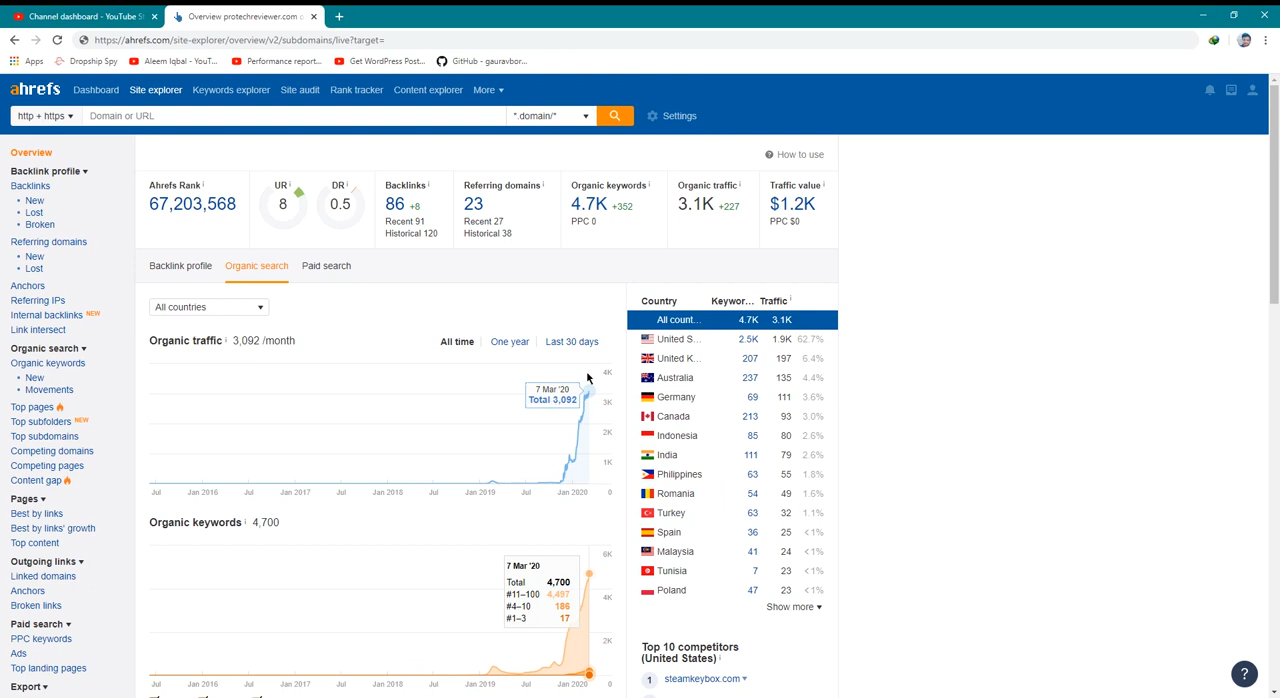 Channel dashboard - YouTube St
Overview protechreviewer.com o
https://ahrefs.com/site-explorer/overview/v2/subdomains/live?target=
Apps
Dropship Spy
Aleem Iqbal - YouT...
Performance report...
Get WordPress Post...
GitHub - gauravbor...
ahrefs
Dashboard
Site explorer
Keywords explorer
Site audit
Rank tracker
Content explorer
More
http + https
Domain or URL
*.domain/*
Settings
Overview
Backlink profile
Backlinks
New
Lost
Broken
Referring domains
New
Lost
Anchors
Referring IPs
Internal backlinks NEW
Link intersect
Organic search
Organic keywords
New
Movements
Top pages
Top subfolders NEW
Top subdomains
Competing domains
Competing pages
Content gap
Pages
Best by links
Best by links' growth
Top content
Outgoing links
Linked domains
Anchors
Broken links
Paid search
PPC keywords
Ads
Top landing pages
Export
How to use
Ahrefs Rank
67,203,568
UR
8
DR
0.5
Backlinks
86 +8
Recent 91
Historical 120
Referring domains
23
Recent 27
Historical 38
Organic keywords
4.7K +352
PPC 0
Organic traffic
3.1K +227
Traffic value
$1.2K
PPC $0
Backlink profile
Organic search
Paid search
All countries
Organic traffic 3,092 /month
All time
One year
Last 30 days
4K
3K
2K
1K
0
7 Mar '20
Total 3,092
Jul Jan 2016 Jul Jan 2017 Jul Jan 2018 Jul Jan 2019 Jul Jan 2020
Organic keywords 4,700
6K
4K
2K
0
7 Mar '20
Total 4,700
#11–100 4,497
#4–10 186
#1–3 17
Jul Jan 2016 Jul Jan 2017 Jul Jan 2018 Jul Jan 2019 Jul Jan 2020
Country Keywor... Traffic
All count... 4.7K 3.1K
United S... 2.5K 1.9K 62.7%
United K... 207 197 6.4%
Australia 237 135 4.4%
Germany 69 111 3.6%
Canada 213 93 3.0%
Indonesia 85 80 2.6%
India 111 79 2.6%
Philippines 63 55 1.8%
Romania 54 49 1.6%
Turkey 63 32 1.1%
Spain 36 25 <1%
Malaysia 41 24 <1%
Tunisia 7 23 <1%
Poland 47 23 <1%
Show more
Top 10 competitors
(United States)
1 steamkeybox.com
?